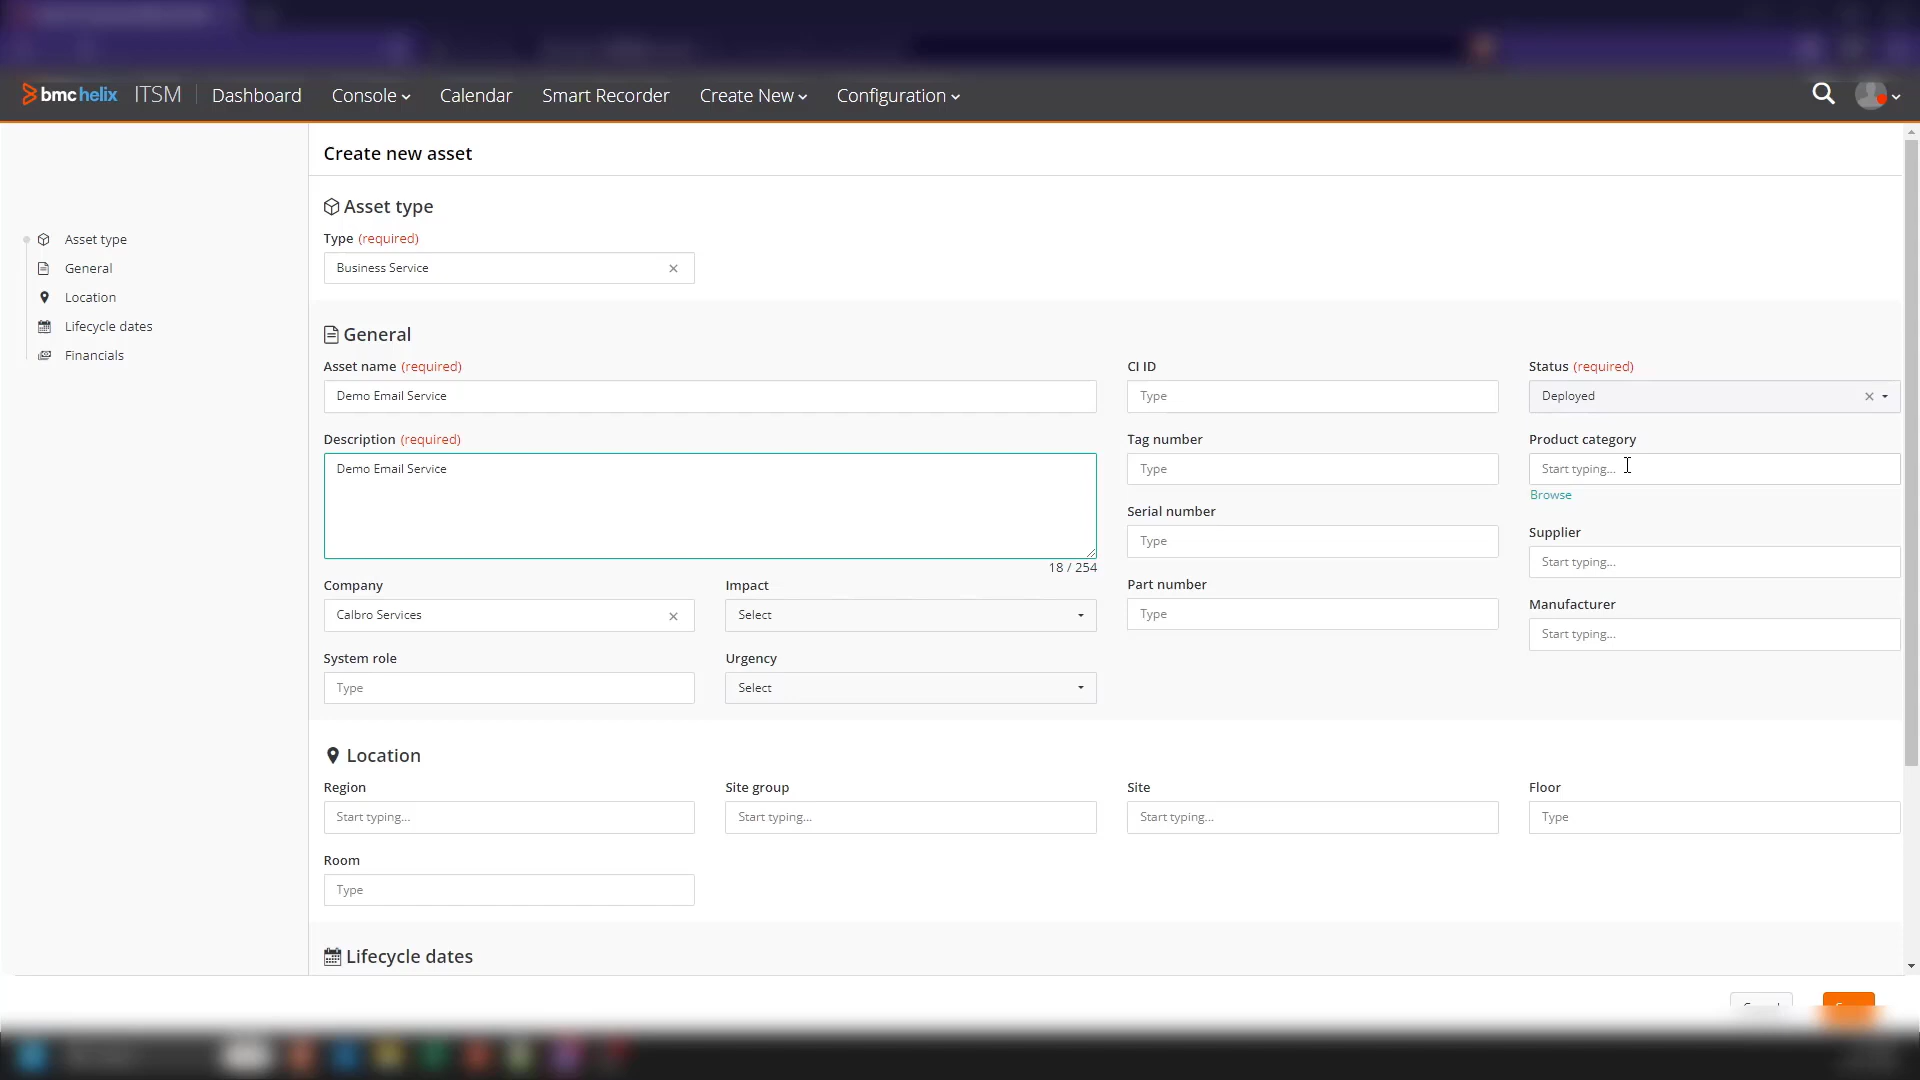 bmc helix ITSM Dashboard Console Calendar Smart Recorder Create New Configuration
Create new asset
Asset type
General
Location
Lifecycle dates
Financials
Asset type
Type (required)
Business Service
General
Asset name (required)
Demo Email Service
CI ID
Type
Status (required)
Deployed
Description (required)
Demo Email Service
18 / 254
Tag number
Type
Product category
Start typing...
Browse
Serial number
Type
Supplier
Start typing...
Company
Calbro Services
Impact
Select
Part number
Type
Manufacturer
Start typing...
System role
Type
Urgency
Select
Location
Region
Start typing...
Site group
Start typing...
Site
Start typing...
Floor
Type
Room
Type
Lifecycle dates